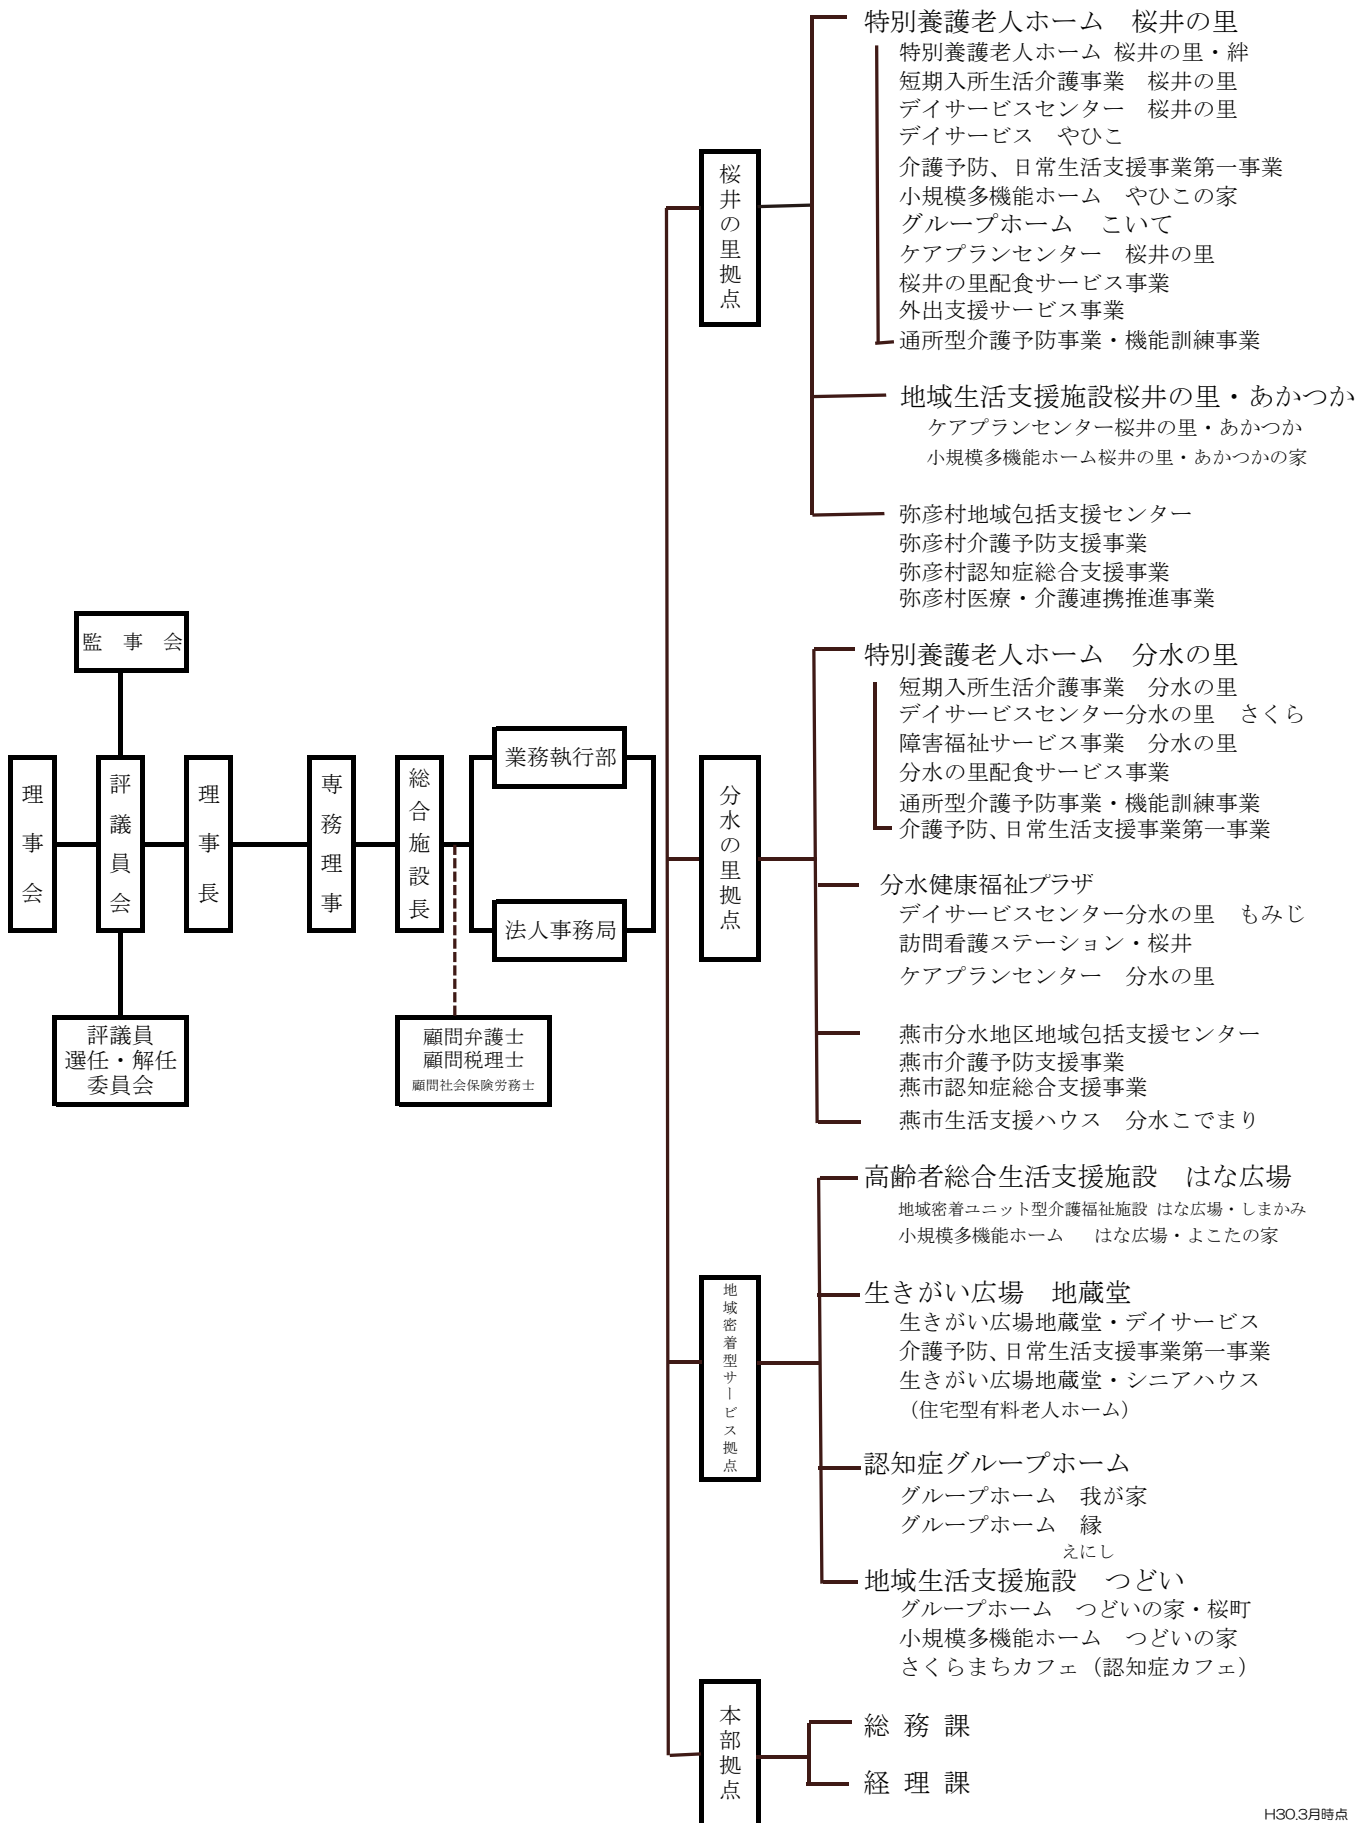 監　事　会
理事会
評議員会
理事長
専務理事
総合施設長
業務執行部
法人事務局
評議員
選任・解任
委員会
顧問弁護士
顧問税理士
顧問社会保険労務士
桜井の里拠点
特別養護老人ホーム　桜井の里
特別養護老人ホーム 桜井の里・絆
短期入所生活介護事業　桜井の里
デイサービスセンター　桜井の里
デイサービス　やひこ
介護予防、日常生活支援事業第一事業
小規模多機能ホーム　やひこの家
グループホーム　こいて
ケアプランセンター　桜井の里
桜井の里配食サービス事業
外出支援サービス事業
通所型介護予防事業・機能訓練事業
地域生活支援施設桜井の里・あかつか
ケアプランセンター桜井の里・あかつか
小規模多機能ホーム桜井の里・あかつかの家
弥彦村地域包括支援センター
弥彦村介護予防支援事業
弥彦村認知症総合支援事業
弥彦村医療・介護連携推進事業
分水の里拠点
特別養護老人ホーム　分水の里
短期入所生活介護事業　分水の里
デイサービスセンター分水の里　さくら
障害福祉サービス事業　分水の里
分水の里配食サービス事業
通所型介護予防事業・機能訓練事業
介護予防、日常生活支援事業第一事業
分水健康福祉プラザ
デイサービスセンター分水の里　もみじ
訪問看護ステーション・桜井
ケアプランセンター　分水の里
燕市分水地区地域包括支援センター
燕市介護予防支援事業
燕市認知症総合支援事業
燕市生活支援ハウス　分水こでまり
地域密着型サービス拠点
高齢者総合生活支援施設　はな広場
地域密着ユニット型介護福祉施設 はな広場・しまかみ
小規模多機能ホーム　はな広場・よこたの家
生きがい広場　地蔵堂
生きがい広場地蔵堂・デイサービス
介護予防、日常生活支援事業第一事業
生きがい広場地蔵堂・シニアハウス
（住宅型有料老人ホーム）
認知症グループホーム
グループホーム　我が家
グループホーム　縁
えにし
地域生活支援施設　つどい
グループホーム　つどいの家・桜町
小規模多機能ホーム　つどいの家
さくらまちカフェ（認知症カフェ）
本部拠点
総 務 課
経 理 課
H30.3月時点